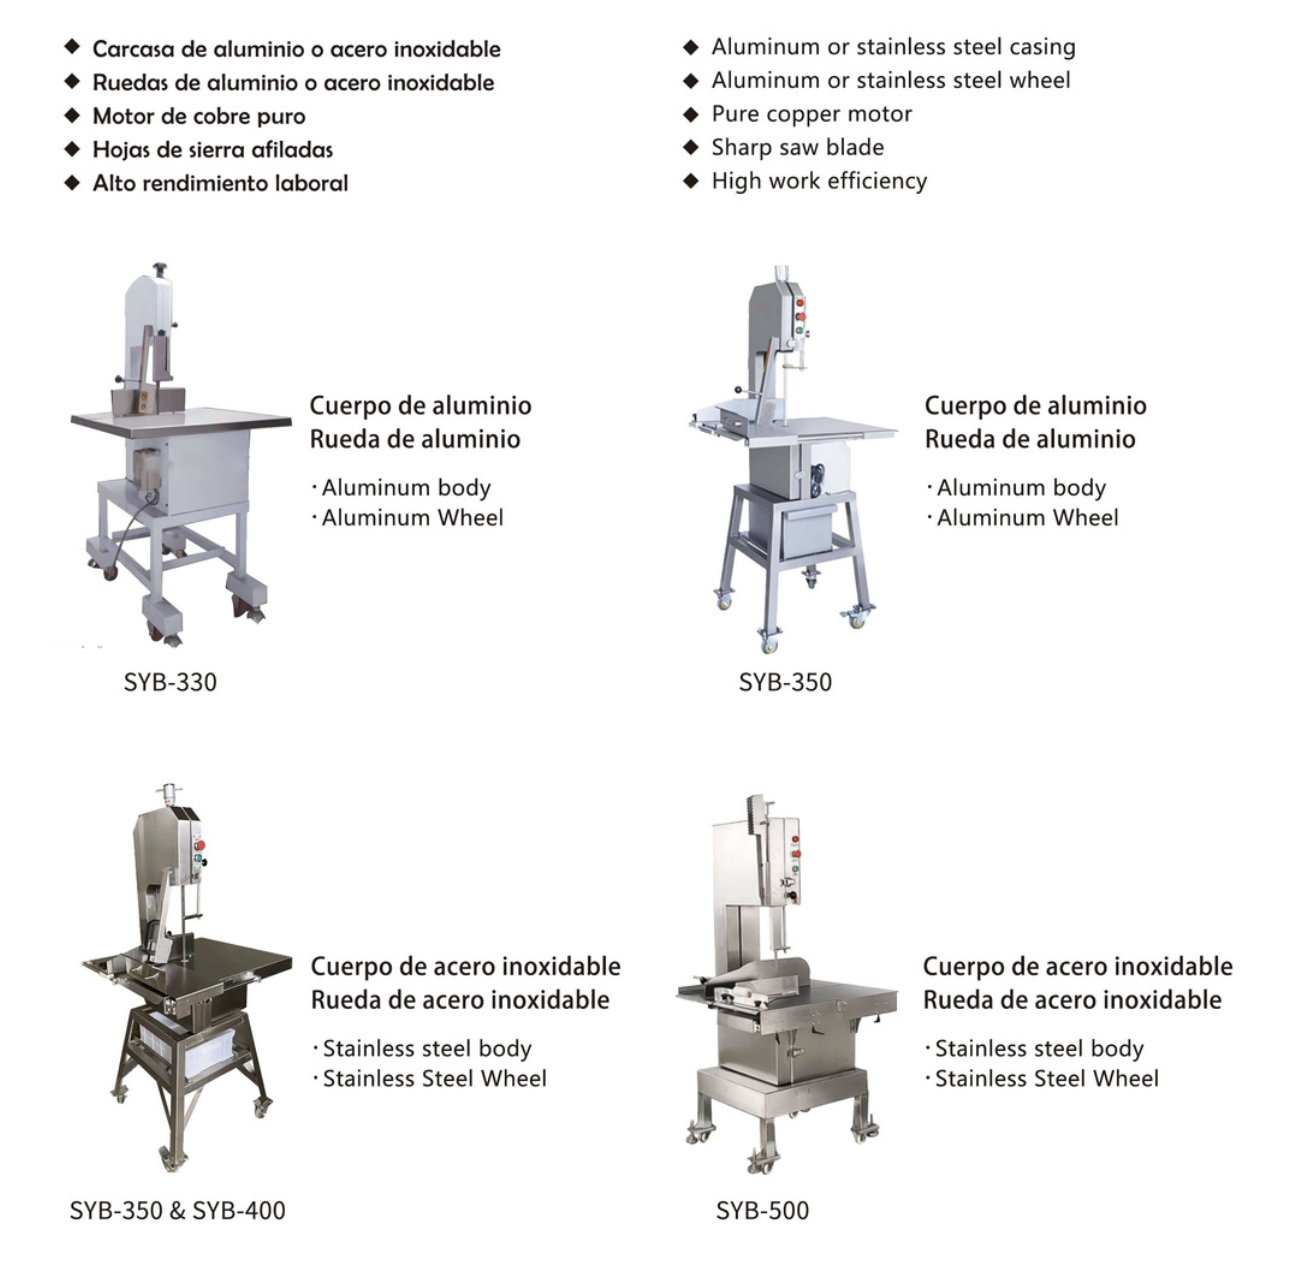 ◆ Carcasa de aluminio o acero inoxidable
◆ Ruedas de aluminio o acero inoxidable
◆ Motor de cobre puro
◆ Hojas de sierra afiladas
◆ Alto rendimiento laboral
◆ Aluminum or stainless steel casing
◆ Aluminum or stainless steel wheel
◆ Pure copper motor
◆ Sharp saw blade
◆ High work efficiency
Cuerpo de aluminio
Rueda de aluminio
·Aluminum body
·Aluminum Wheel
SYB-330
Cuerpo de aluminio
Rueda de aluminio
·Aluminum body
·Aluminum Wheel
SYB-350
Cuerpo de acero inoxidable
Rueda de acero inoxidable
·Stainless steel body
·Stainless Steel Wheel
SYB-350 & SYB-400
Cuerpo de acero inoxidable
Rueda de acero inoxidable
·Stainless steel body
·Stainless Steel Wheel
SYB-500